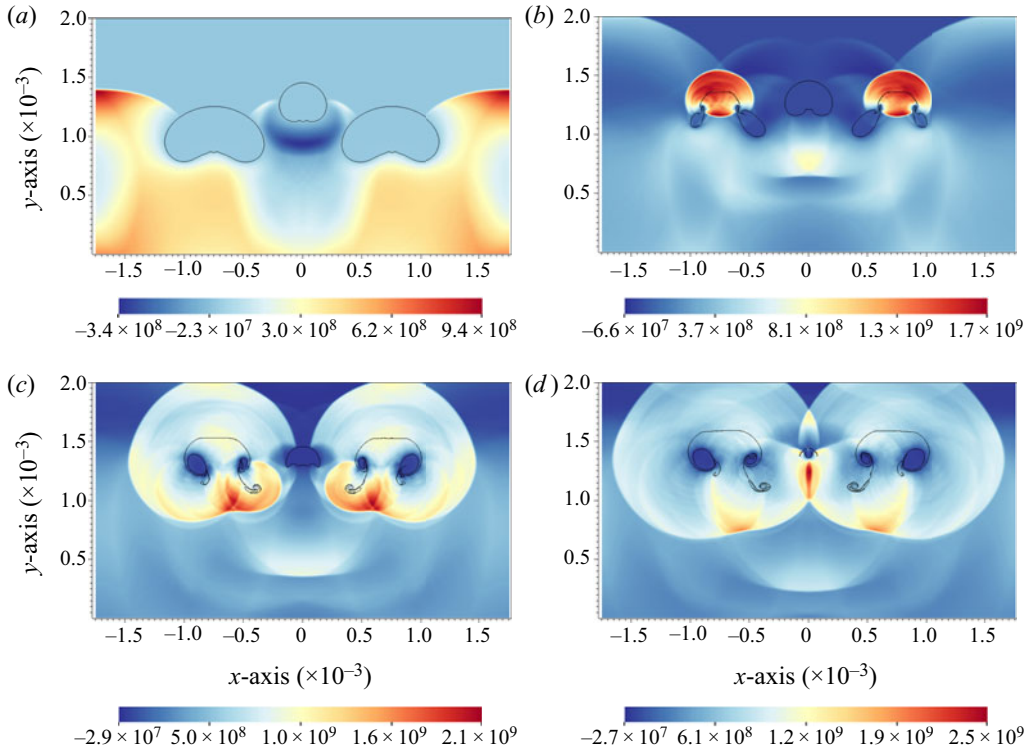 (a) (b)
2.0 2.0
1.5 1.5
y-axis (×10–3)
1.0 1.0
0.5 0.5
–1.5 –1.0 –0.5 0 0.5 1.0 1.5 –1.5 –1.0 –0.5 0 0.5 1.0 1.5
–3.4 × 10⁸ –2.3 × 10⁷ 3.0 × 10⁸ 6.2 × 10⁸ 9.4 × 10⁸ –6.6 × 10⁷ 3.7 × 10⁸ 8.1 × 10⁸ 1.3 × 10⁹ 1.7 × 10⁹
(c) (d)
2.0 2.0
1.5 1.5
y-axis (×10–3)
1.0 1.0
0.5 0.5
–1.5 –1.0 –0.5 0 0.5 1.0 1.5 –1.5 –1.0 –0.5 0 0.5 1.0 1.5
x-axis (×10–3) x-axis (×10–3)
–2.9 × 10⁷ 5.0 × 10⁸ 1.0 × 10⁹ 1.6 × 10⁹ 2.1 × 10⁹ –2.7 × 10⁷ 6.1 × 10⁸ 1.2 × 10⁹ 1.9 × 10⁹ 2.5 × 10⁹